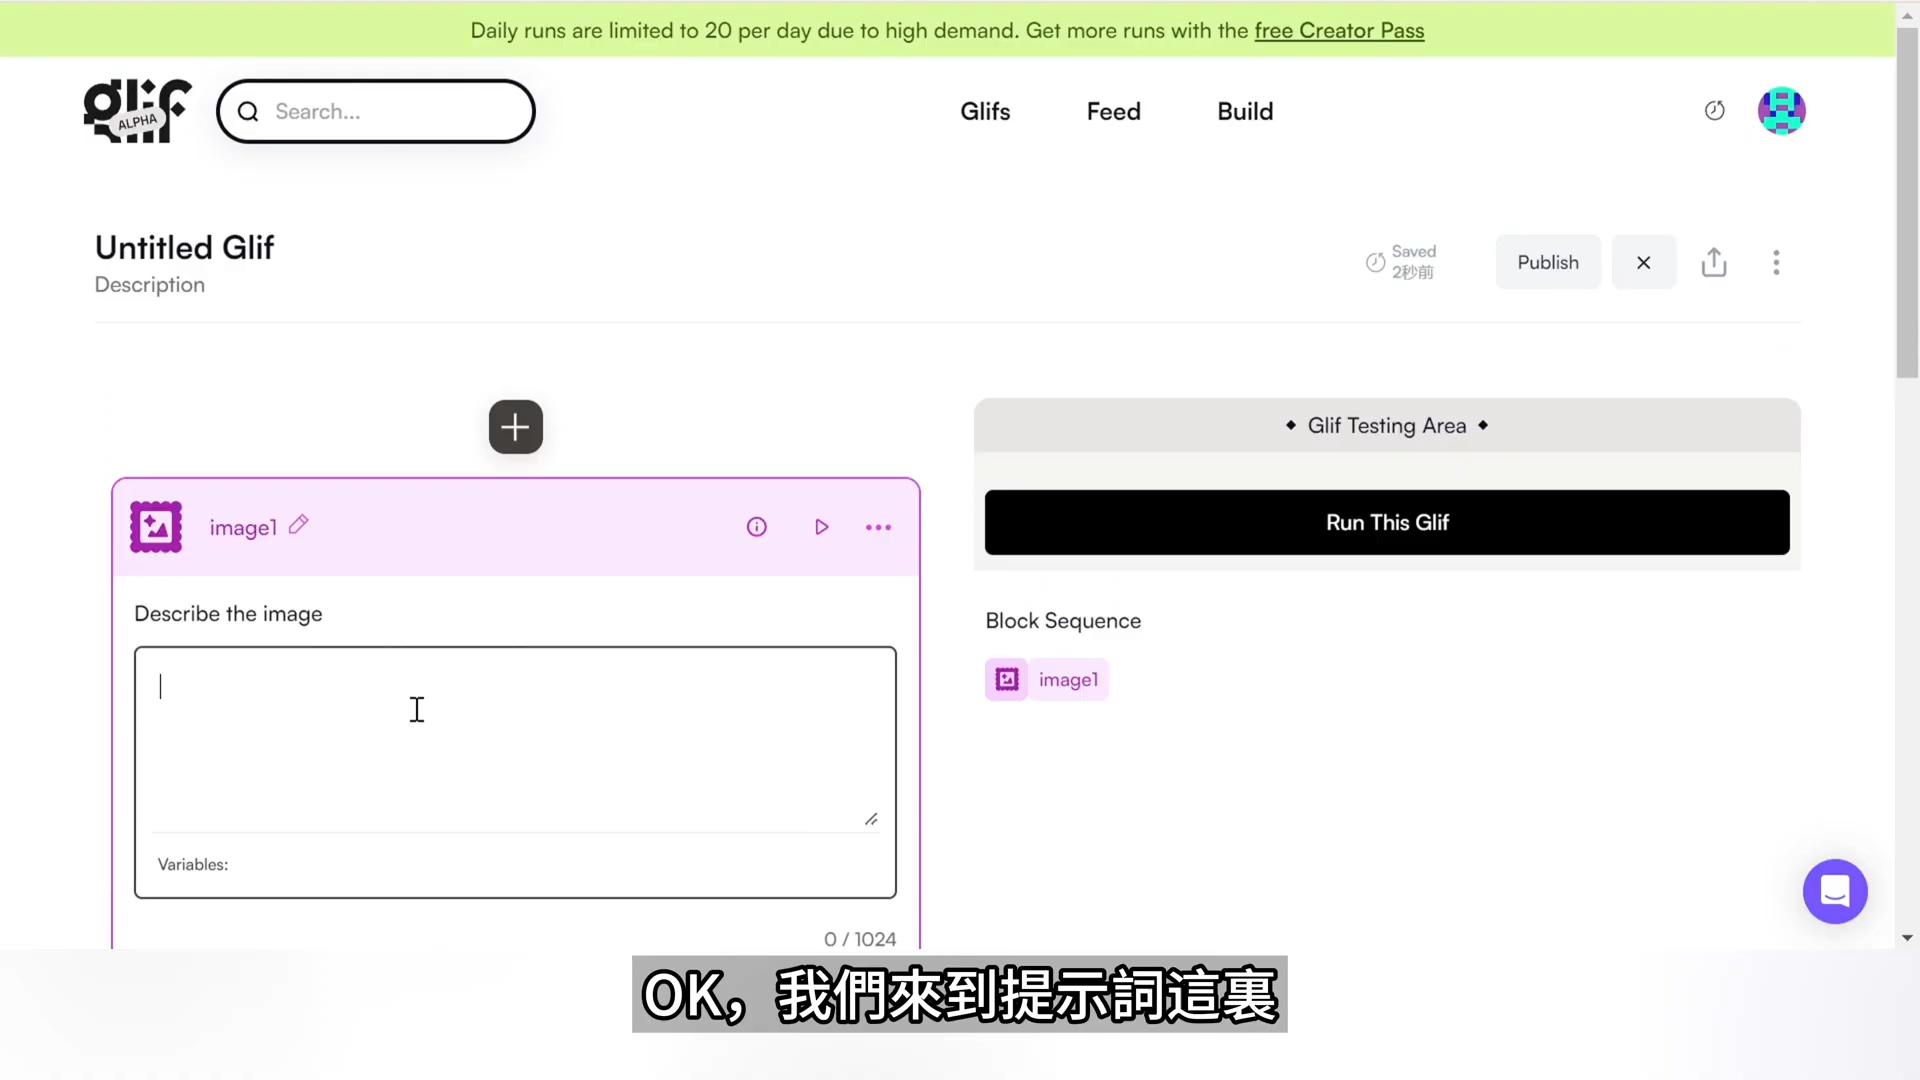 Daily runs are limited to 20 per day due to high demand. Get more runs with the free Creator Pass
glif
ALPHA
Search...
Glifs
Feed
Build
Untitled Glif
Description
Saved
2秒前
Publish
Glif Testing Area
Run This Glif
image1
Describe the image
Variables:
0 / 1024
Block Sequence
image1
OK，我們來到提示詞這裏